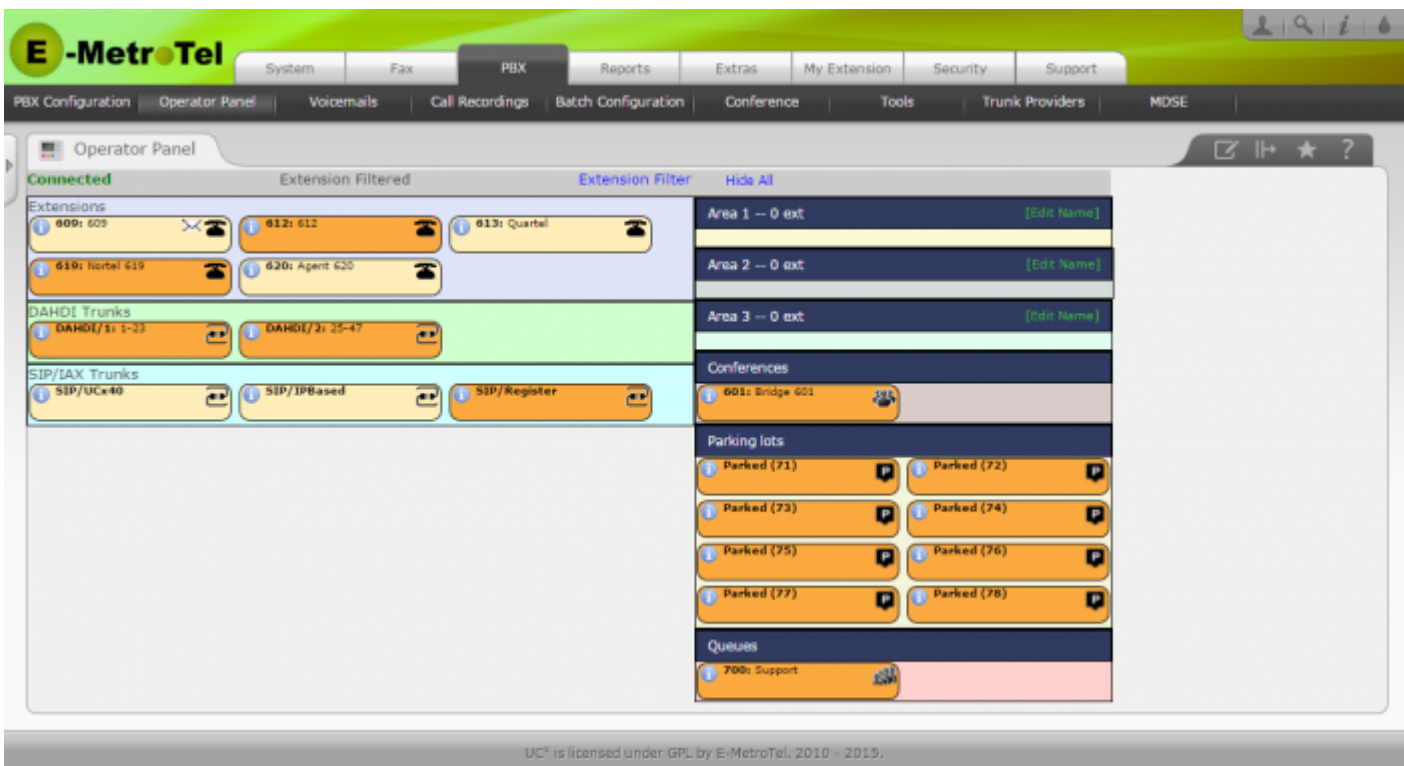 E-MetroTel
System Fax PBX Reports Extras My Extension Security Support
PBX Configuration Operator Panel Voicemails Call Recordings Batch Configuration Conference Tools Trunk Providers MDSE
Operator Panel
Connected Extension Filtered Extension Filter Hide All
Extensions
609: 609 612: 612 613: Quartel
619: Nortel 619 620: Agent 620
DAHDI Trunks
DAHDI/1: 1-23 DAHDI/2: 25-47
SIP/IAX Trunks
SIP/UCx40 SIP/IPBased SIP/Register
Area 1 -- 0 ext [Edit Name]
Area 2 -- 0 ext [Edit Name]
Area 3 -- 0 ext [Edit Name]
Conferences
601: Bridge 601
Parking lots
Parked (71) Parked (72)
Parked (73) Parked (74)
Parked (75) Parked (76)
Parked (77) Parked (78)
Queues
700: Support
UCx is licensed under GPL by E-MetroTel. 2010 - 2015.